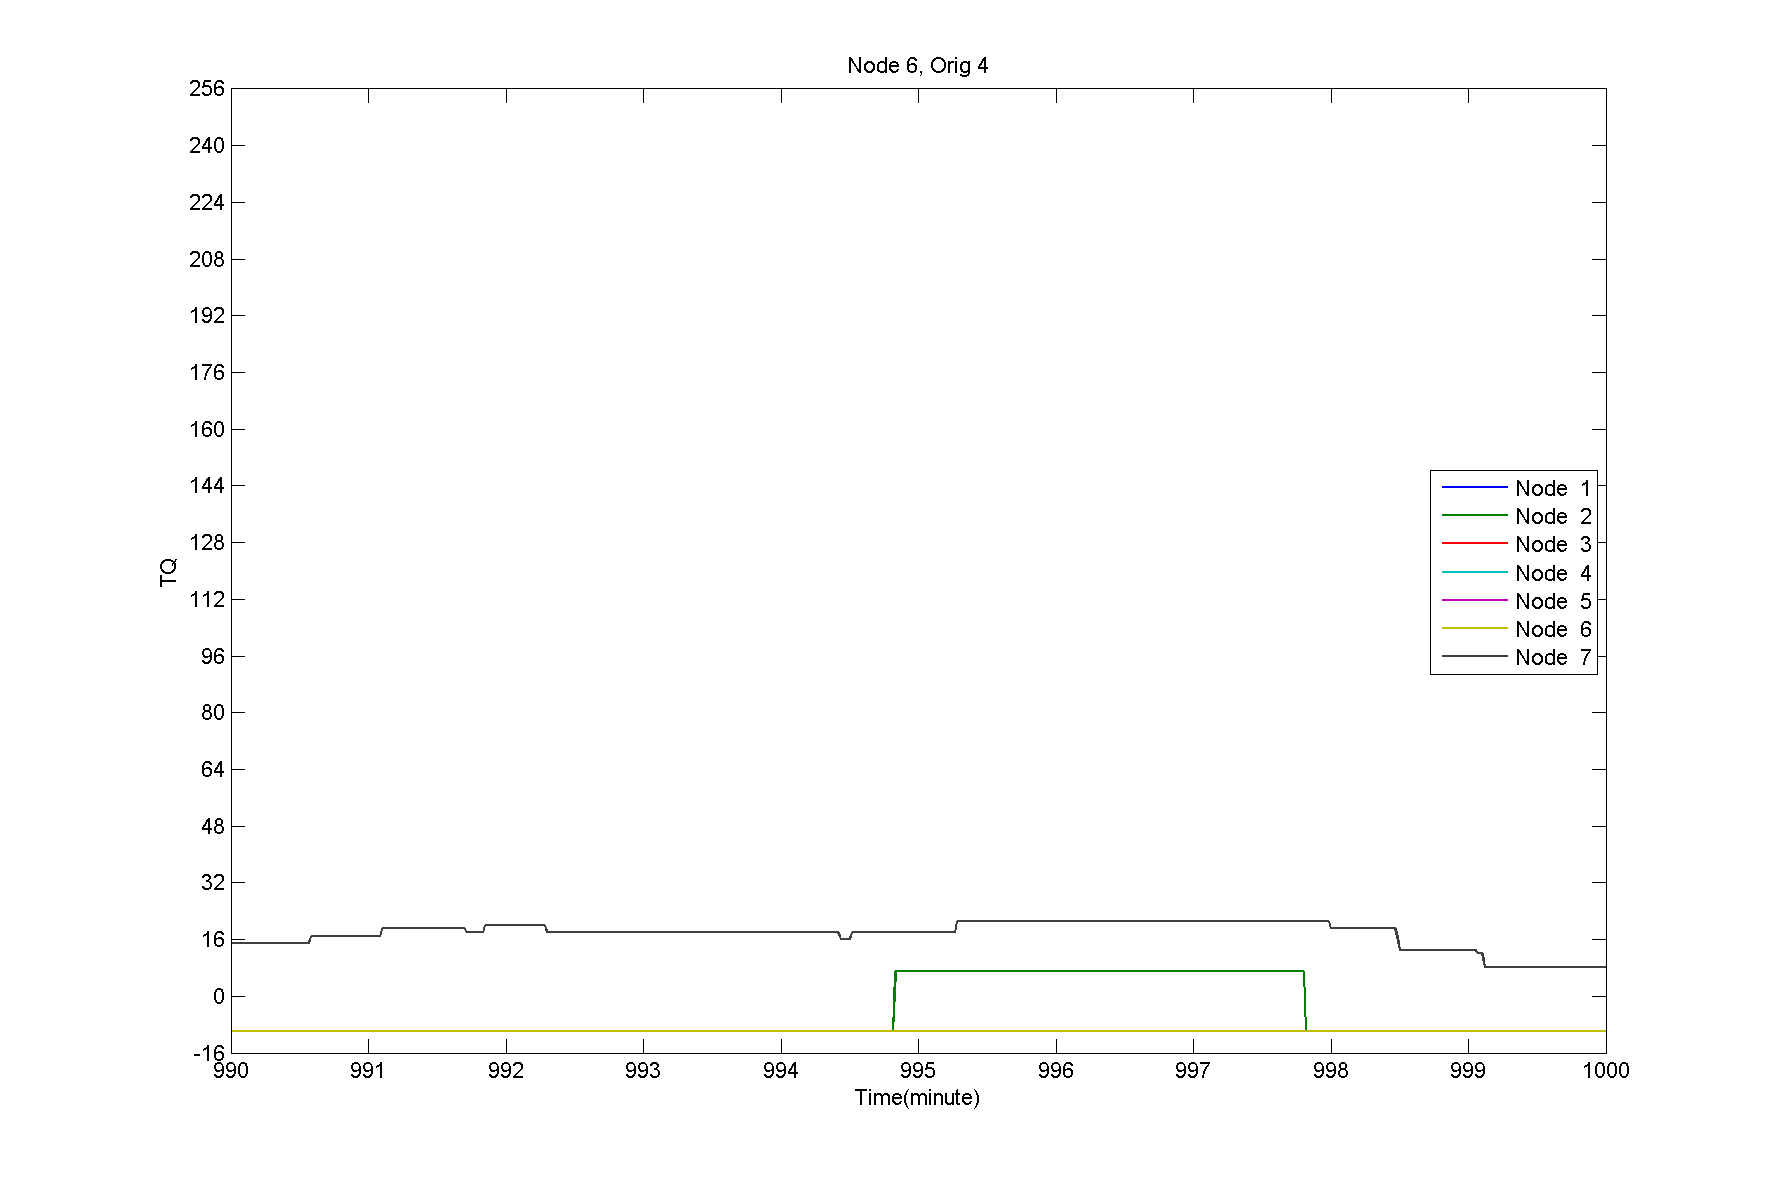 Node 6, Orig 4
256
240
224
208
192
176
160
144
128
112
96
80
64
48
32
16
0
-16
TQ
Node 1
Node 2
Node 3
Node 4
Node 5
Node 6
Node 7
990 991 992 993 994 995 996 997 998 999 1000
Time(minute)